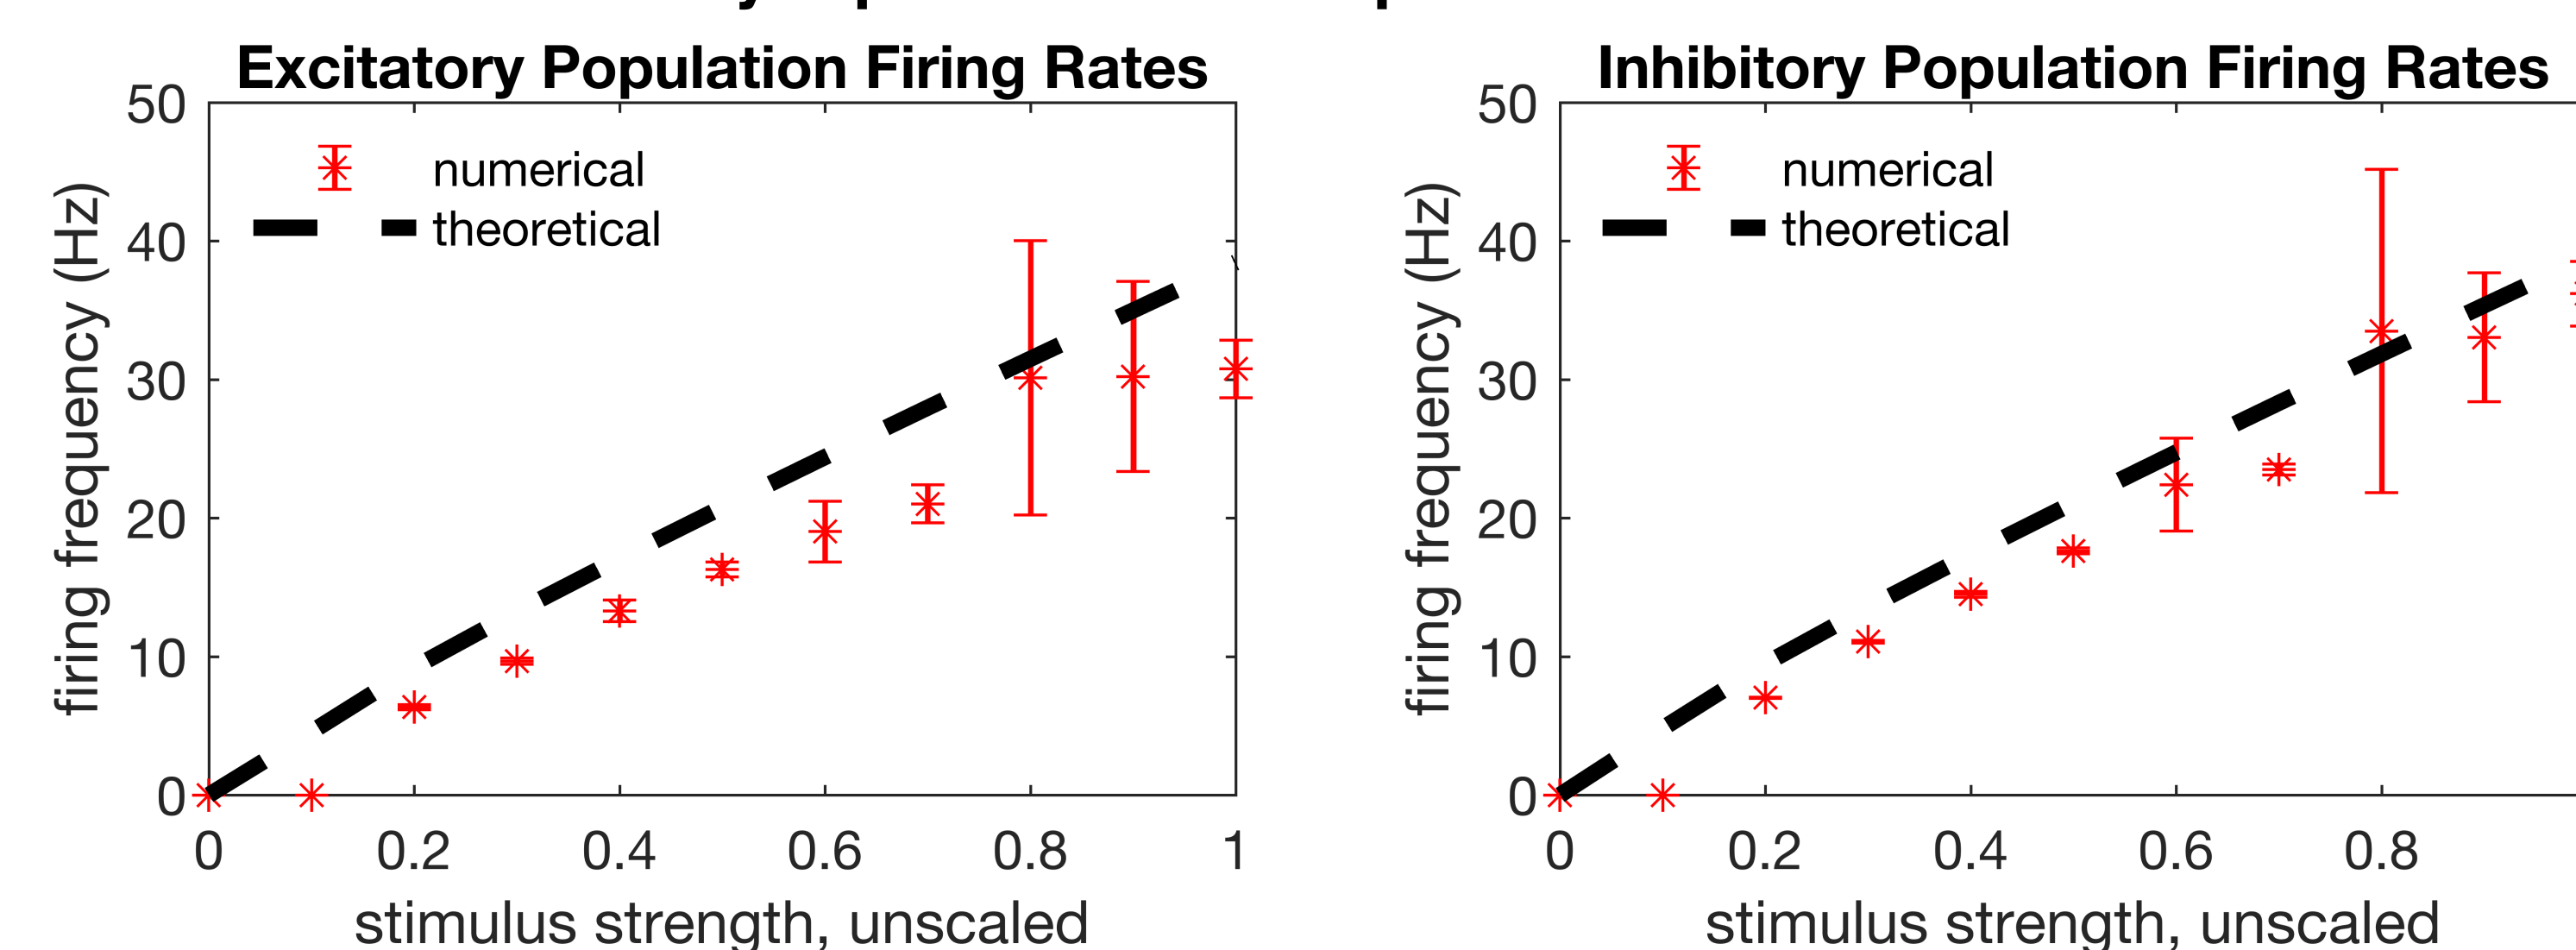 Excitatory Population Firing Rates
50
40
30
20
10
0
numerical
theoretical
firing frequency (Hz)
0 0.2 0.4 0.6 0.8 1
stimulus strength, unscaled
Inhibitory Population Firing Rates
50
40
30
20
10
0
numerical
theoretical
firing frequency (Hz)
0 0.2 0.4 0.6 0.8
stimulus strength, unscaled